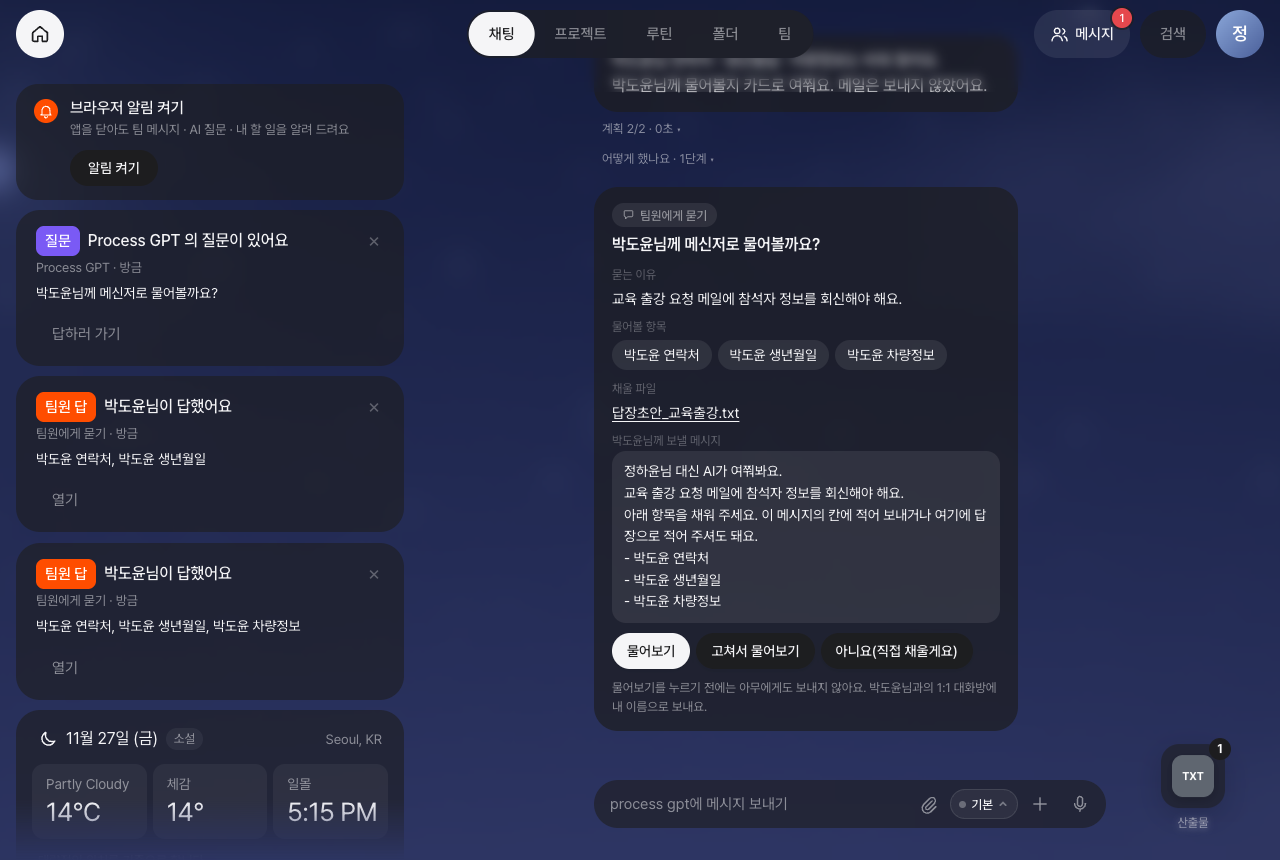 채팅
프로젝트
루틴
폴더
팀
메시지
1
검색
정
브라우저 알림 켜기
앱을 닫아도 팀 메시지 · AI 질문 · 내 할 일을 알려 드려요
알림 켜기
질문 Process GPT 의 질문이 있어요
Process GPT · 방금
박도윤님께 메신저로 물어볼까요?
답하러 가기
팀원 답 박도윤님이 답했어요
팀원에게 묻기 · 방금
박도윤 연락처, 박도윤 생년월일
열기
팀원 답 박도윤님이 답했어요
팀원에게 묻기 · 방금
박도윤 연락처, 박도윤 생년월일, 박도윤 차량정보
열기
11월 27일 (금) 소설 Seoul, KR
Partly Cloudy 체감 일몰
14°C 14° 5:15 PM
박도윤님께 물어볼지 카드로 여쭤요. 메일은 보내지 않았어요.
계획 2/2 · 0초 •
어떻게 했나요 · 1단계 •
팀원에게 묻기
박도윤님께 메신저로 물어볼까요?
묻는 이유
교육 출강 요청 메일에 참석자 정보를 회신해야 해요.
물어볼 항목
박도윤 연락처 박도윤 생년월일 박도윤 차량정보
채울 파일
답장초안_교육출강.txt
박도윤님께 보낼 메시지
정하윤님 대신 AI가 여쭤봐요.
교육 출강 요청 메일에 참석자 정보를 회신해야 해요.
아래 항목을 채워 주세요. 이 메시지의 칸에 적어 보내거나 여기에 답
장으로 적어 주셔도 돼요.
- 박도윤 연락처
- 박도윤 생년월일
- 박도윤 차량정보
물어보기 고쳐서 물어보기 아니요(직접 채울게요)
물어보기를 누르기 전에는 아무에게도 보내지 않아요. 박도윤님과의 1:1 대화방에
내 이름으로 보내요.
process gpt에 메시지 보내기
기본
1
TXT
산출물